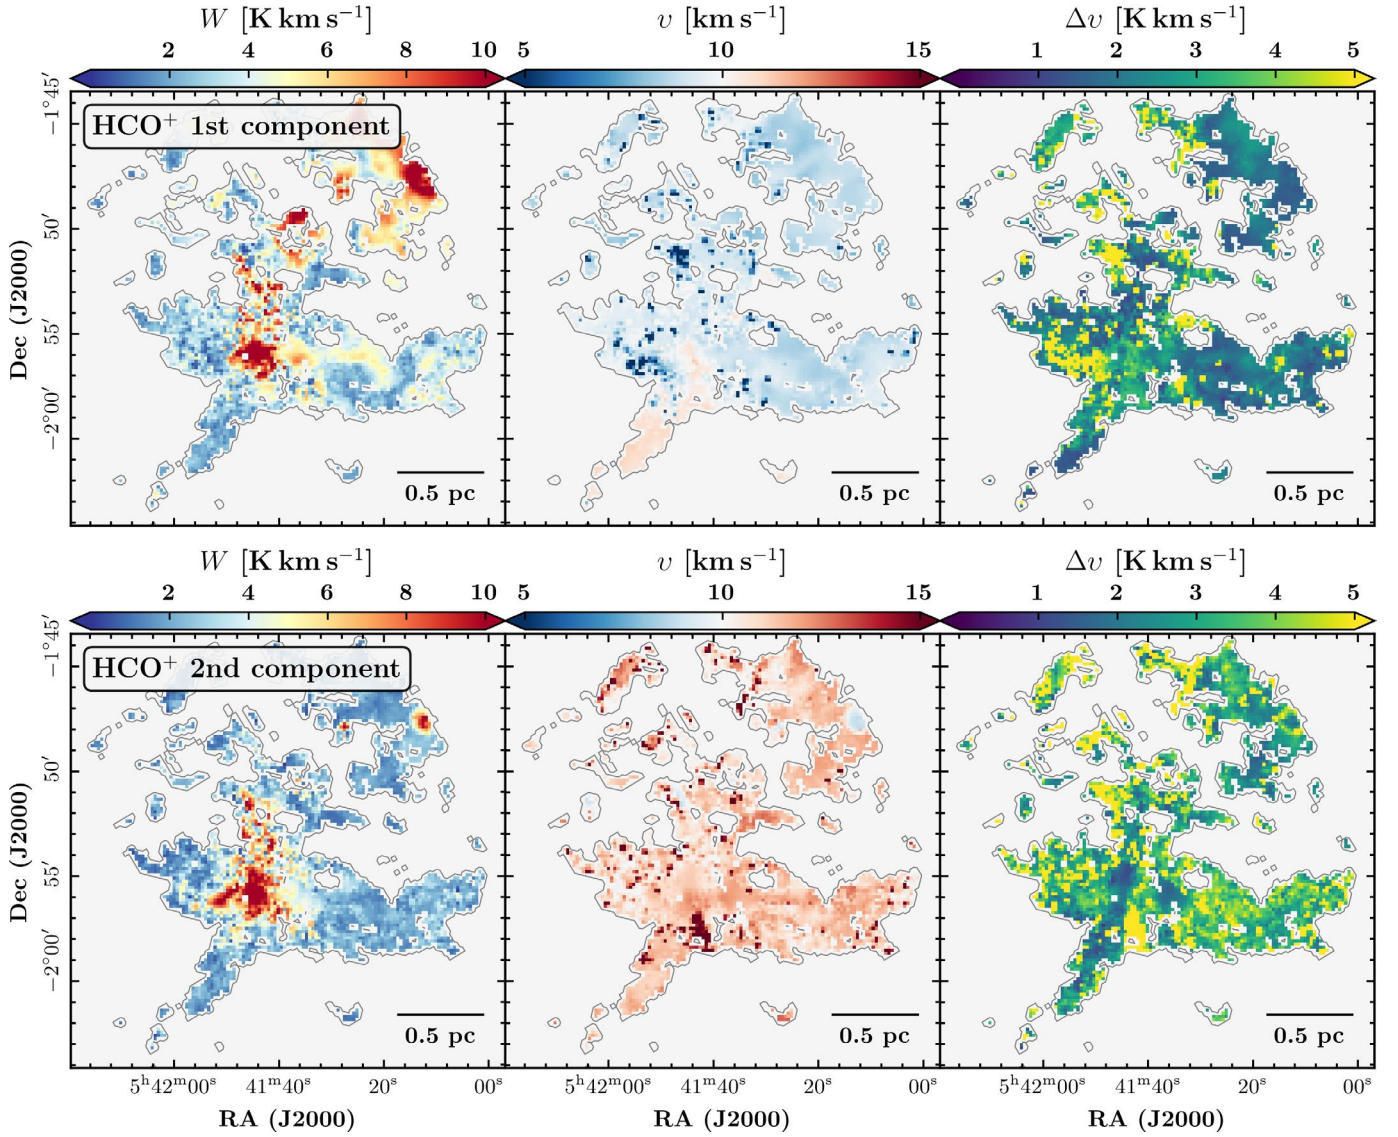 W [K km s⁻¹] υ [km s⁻¹] Δυ [K km s⁻¹]
2 4 6 8 10 5 10 15 1 2 3 4 5
−1°45′
HCO⁺ 1st component
50′
Dec (J2000)
55′
−2°00′
0.5 pc 0.5 pc 0.5 pc
W [K km s⁻¹] υ [km s⁻¹] Δυ [K km s⁻¹]
2 4 6 8 10 5 10 15 1 2 3 4 5
−1°45′
HCO⁺ 2nd component
50′
Dec (J2000)
55′
−2°00′
0.5 pc 0.5 pc 0.5 pc
5ʰ42ᵐ00ˢ 41ᵐ40ˢ 20ˢ 00ˢ 5ʰ42ᵐ00ˢ 41ᵐ40ˢ 20ˢ 00ˢ 5ʰ42ᵐ00ˢ 41ᵐ40ˢ 20ˢ 00ˢ
RA (J2000) RA (J2000) RA (J2000)